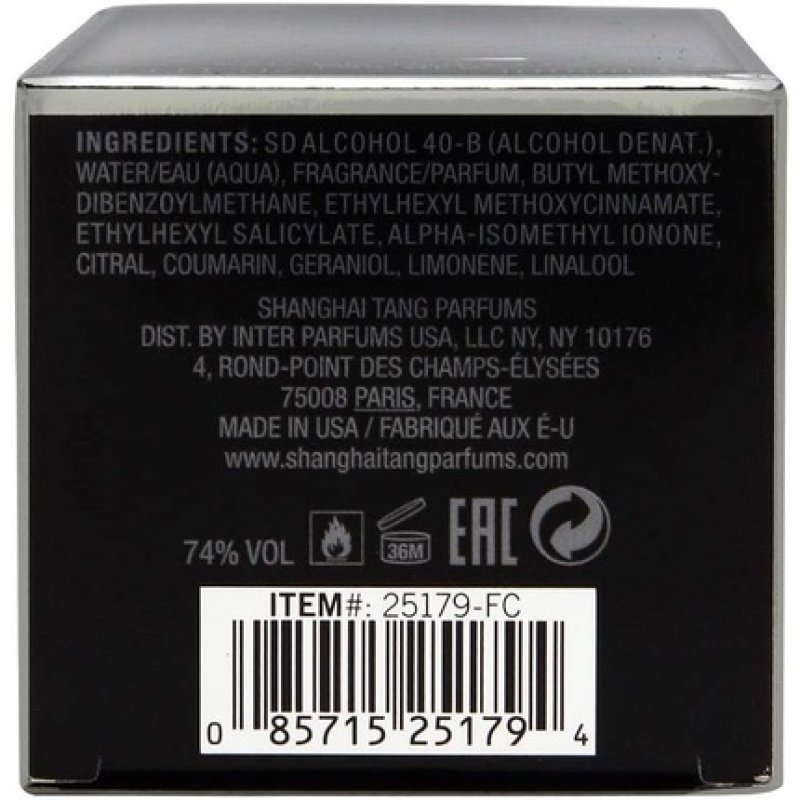 INGREDIENTS: SD ALCOHOL 40-B (ALCOHOL DENAT.),
WATER/EAU (AQUA), FRAGRANCE/PARFUM, BUTYL METHOXY-
DIBENZOYLMETHANE, ETHYLHEXYL METHOXYCINNAMATE,
ETHYLHEXYL SALICYLATE, ALPHA-ISOMETHYL IONONE,
CITRAL, COUMARIN, GERANIOL, LIMONENE, LINALOOL
SHANGHAI TANG PARFUMS
DIST. BY INTER PARFUMS USA, LLC NY, NY 10176
4, ROND-POINT DES CHAMPS-ÉLYSÉES
75008 PARIS, FRANCE
MADE IN USA / FABRIQUÉ AUX É-U
www.shanghaitangparfums.com
74% VOL 36M EAC
ITEM#: 25179-FC
0 85715 25179 4